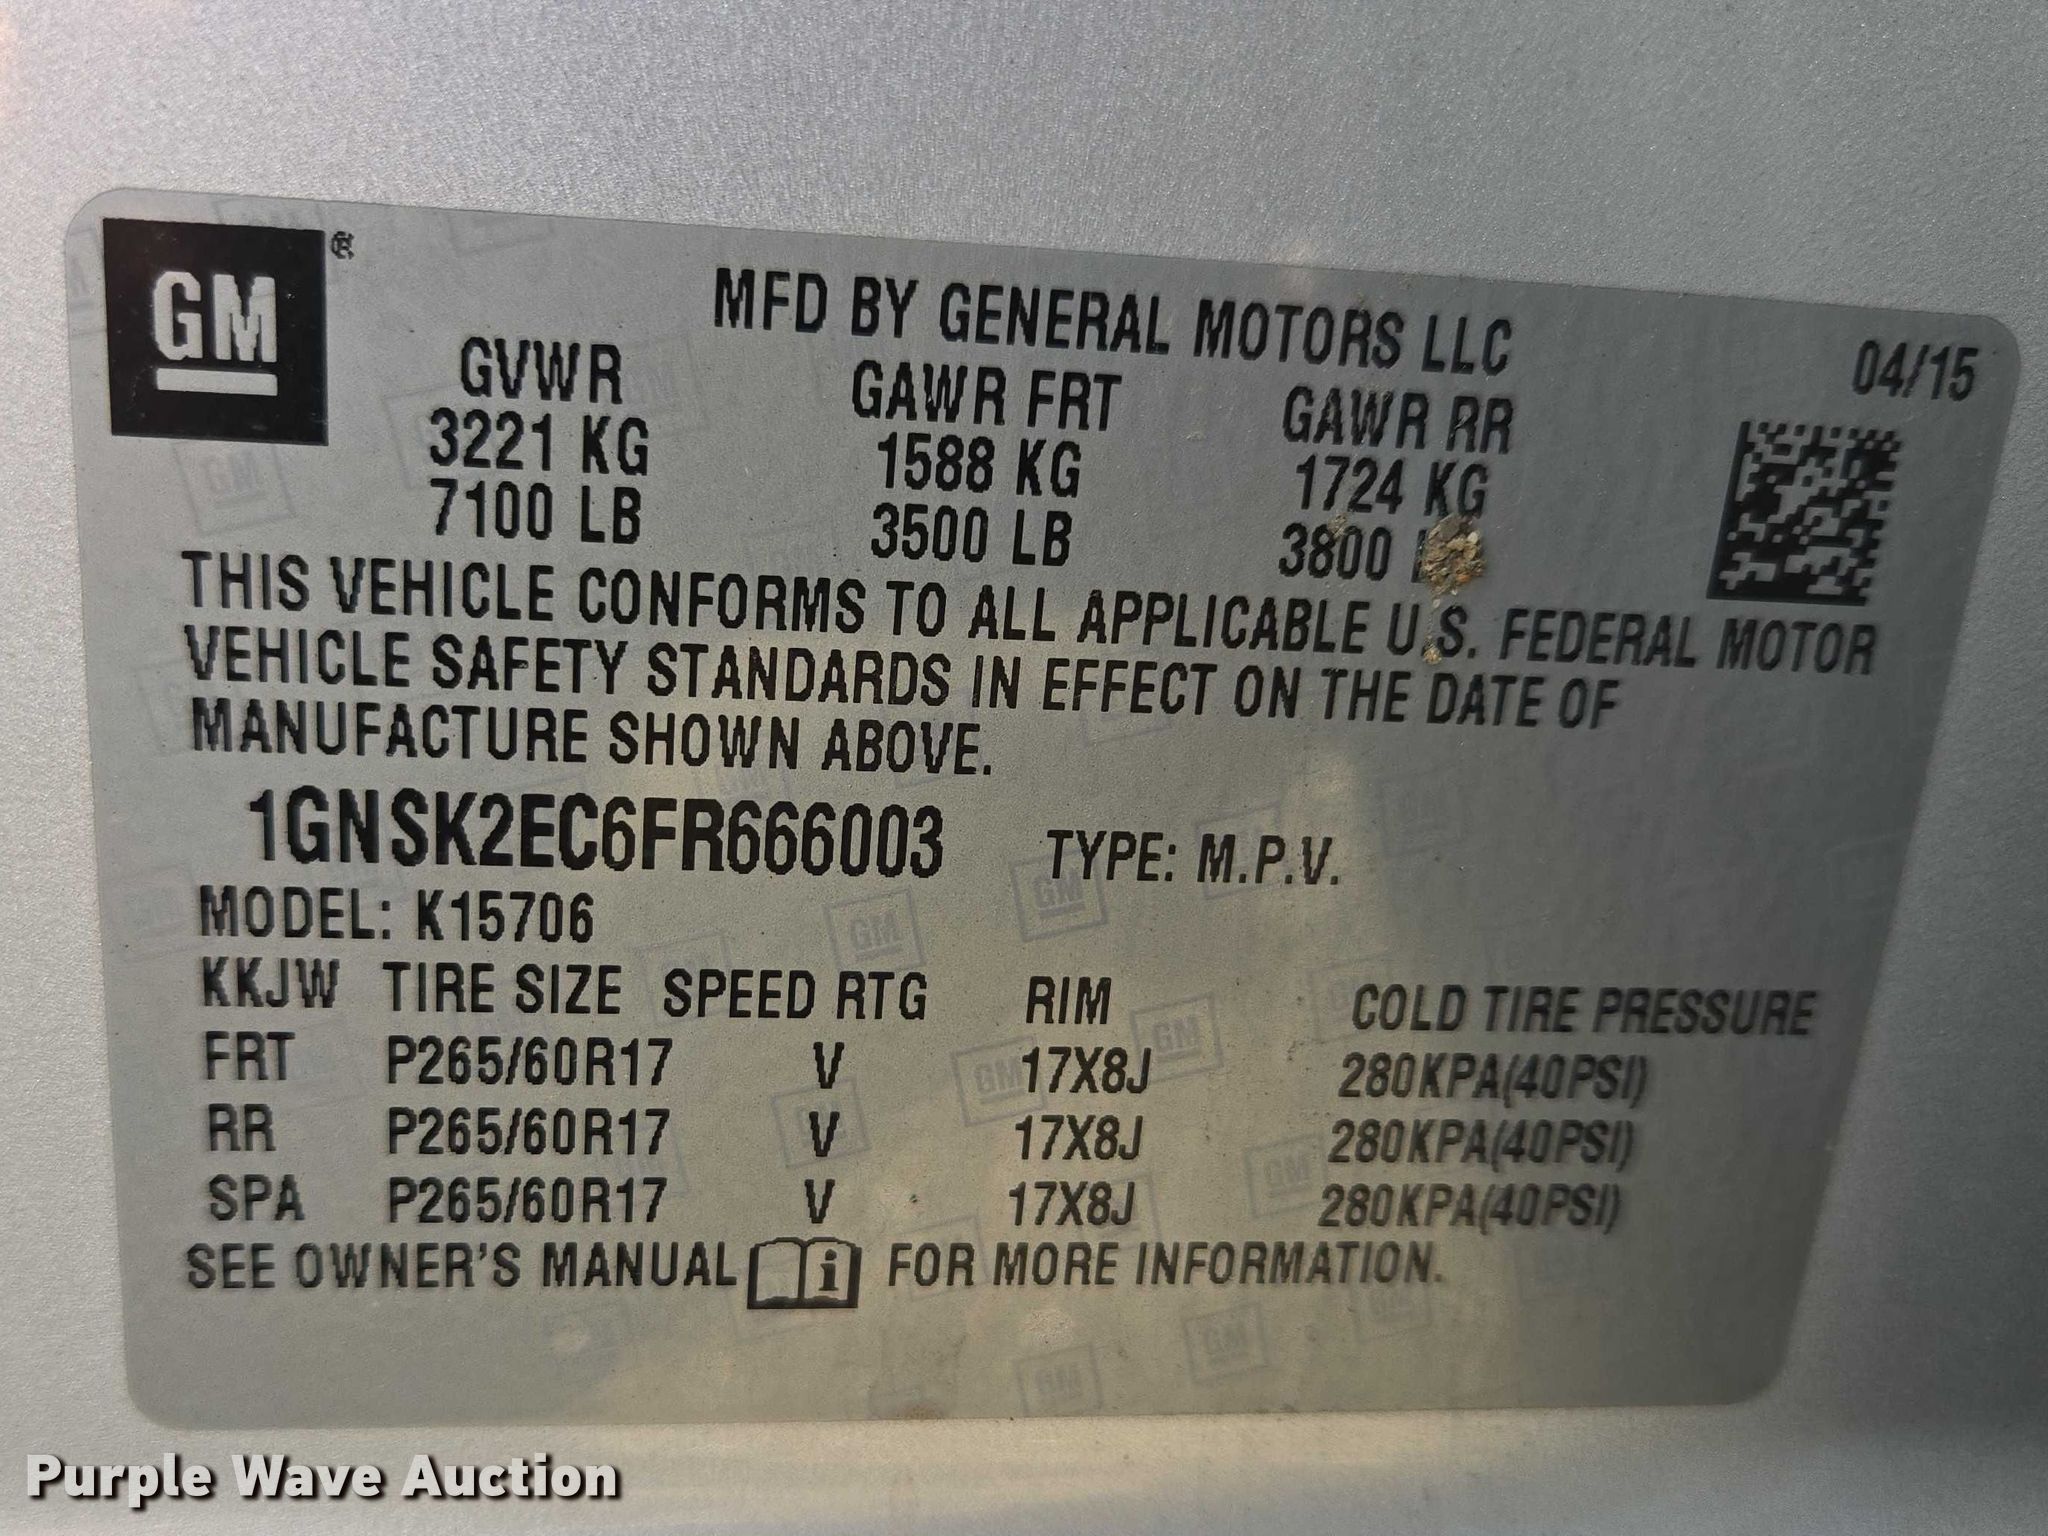 GM ®
MFD BY GENERAL MOTORS LLC
04/15
GVWR GAWR FRT GAWR RR
3221 KG 1588 KG 1724 KG
7100 LB 3500 LB 3800
THIS VEHICLE CONFORMS TO ALL APPLICABLE U.S. FEDERAL MOTOR
VEHICLE SAFETY STANDARDS IN EFFECT ON THE DATE OF
MANUFACTURE SHOWN ABOVE.
1GNSK2EC6FR666003 TYPE: M.P.V.
MODEL: K15706
KKJW TIRE SIZE SPEED RTG RIM COLD TIRE PRESSURE
FRT P265/60R17 V 17X8J 280KPA(40PSI)
RR P265/60R17 V 17X8J 280KPA(40PSI)
SPA P265/60R17 V 17X8J 280KPA(40PSI)
SEE OWNER'S MANUAL i FOR MORE INFORMATION.
Purple Wave Auction